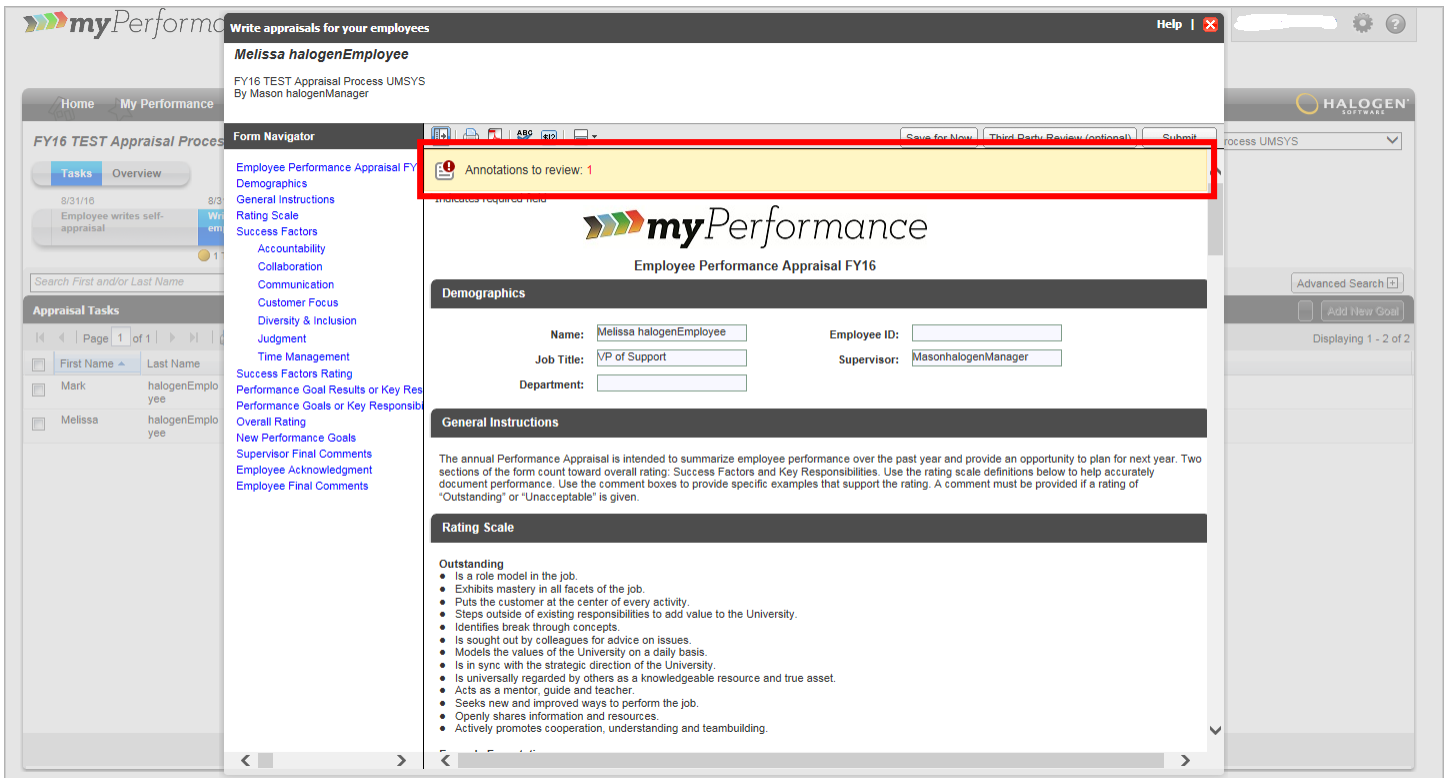 myPerforma
Write appraisals for your employees
Help |
Melissa halogenEmployee
FY16 TEST Appraisal Process UMSYS
By Mason halogenManager
Home My Performance
HALOGEN
SOFTWARE
FY16 TEST Appraisal Proces
rocess UMSYS
Tasks Overview
8/31/16 8/3
Employee writes self-
appraisal
Wri
emp
1
Search First and/or Last Name
Advanced Search
Appraisal Tasks
Add New Goal
Page 1 of 1
Displaying 1 - 2 of 2
First Name Last Name
Mark halogenEmplo
yee
Melissa halogenEmplo
yee
Form Navigator
ABC
Save for Now Third Party Review (optional) Submit
Employee Performance Appraisal FY
Demographics
General Instructions
Rating Scale
Success Factors
Accountability
Collaboration
Communication
Customer Focus
Diversity & Inclusion
Judgment
Time Management
Success Factors Rating
Performance Goal Results or Key Res
Performance Goals or Key Responsibi
Overall Rating
New Performance Goals
Supervisor Final Comments
Employee Acknowledgment
Employee Final Comments
Annotations to review: 1
Indicates required field
myPerformance
Employee Performance Appraisal FY16
Demographics
Name: Melissa halogenEmployee Employee ID:
Job Title: VP of Support Supervisor: MasonhalogenManager
Department:
General Instructions
The annual Performance Appraisal is intended to summarize employee performance over the past year and provide an opportunity to plan for next year. Two
sections of the form count toward overall rating: Success Factors and Key Responsibilities. Use the rating scale definitions below to help accurately
document performance. Use the comment boxes to provide specific examples that support the rating. A comment must be provided if a rating of
“Outstanding” or “Unacceptable” is given.
Rating Scale
Outstanding
● Is a role model in the job.
● Exhibits mastery in all facets of the job.
● Puts the customer at the center of every activity.
● Steps outside of existing responsibilities to add value to the University.
● Identifies break through concepts.
● Is sought out by colleagues for advice on issues.
● Models the values of the University on a daily basis.
● Is in sync with the strategic direction of the University.
● Is universally regarded by others as a knowledgeable resource and true asset.
● Acts as a mentor, guide and teacher.
● Seeks new and improved ways to perform the job.
● Openly shares information and resources.
● Actively promotes cooperation, understanding and teambuilding.